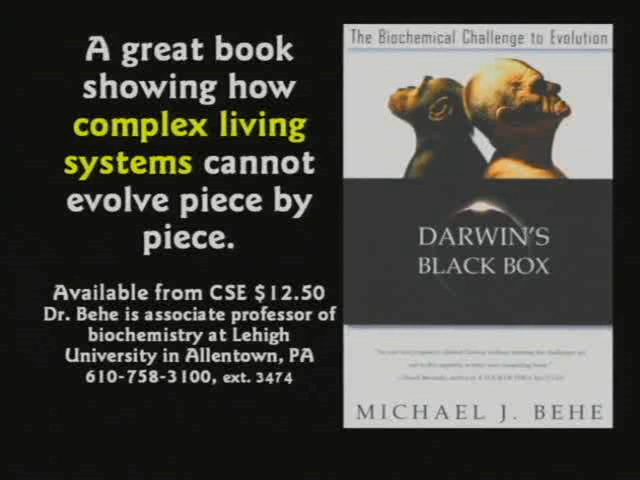 A great book
showing how
complex living
systems cannot
evolve piece by
piece.
Available from CSE $12.50
Dr. Behe is associate professor of
biochemistry at Lehigh
University in Allentown, PA
610-758-3100, ext. 3474
The Biochemical Challenge to Evolution
DARWIN'S
BLACK BOX
MICHAEL J. BEHE